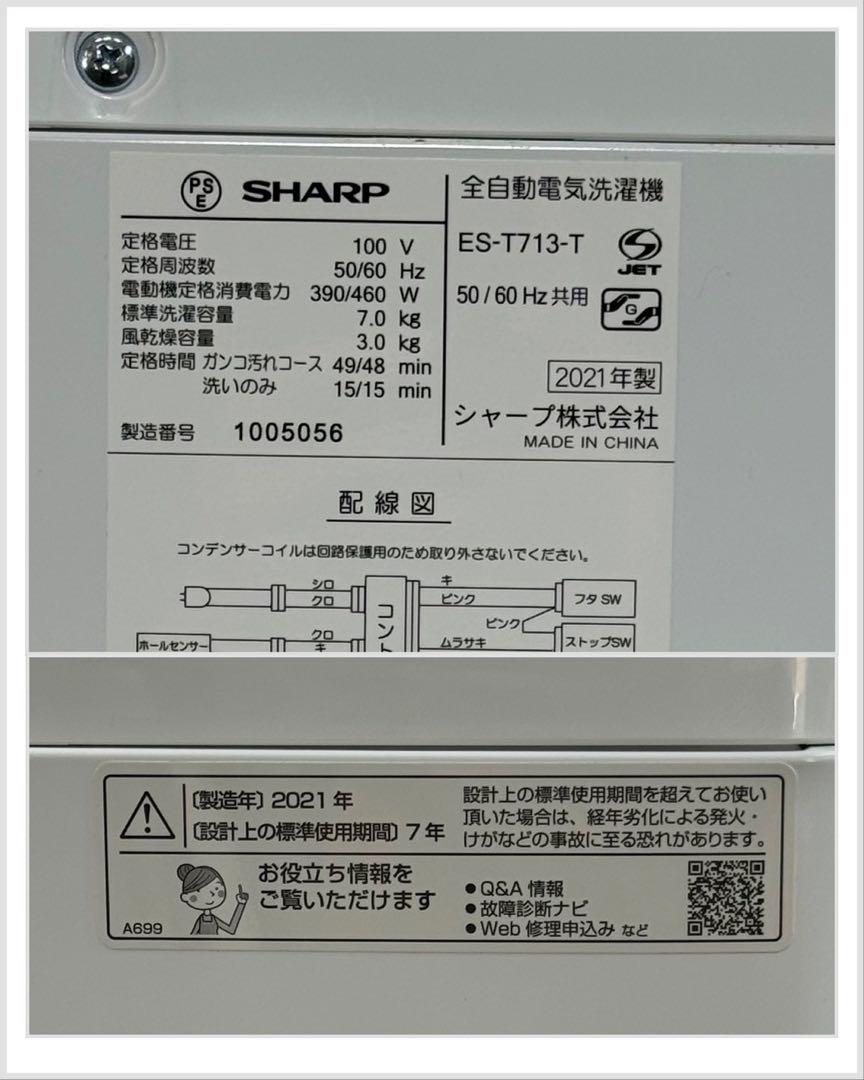 PS
E
SHARP
定格電圧 100 V
定格周波数 50/60 Hz
電動機定格消費電力 390/460 W
標準洗濯容量 7.0 kg
風乾燥容量 3.0 kg
定格時間 ガンコ汚れコース 49/48 min
洗いのみ 15/15 min
製造番号 1005056
全自動電気洗濯機
ES-T713-T
S
JET
50/60 Hz共用
G
2021年製
シャープ株式会社
MADE IN CHINA
配線図
コンデンサーコイルは回路保護用のため取り外さないでください。
シロ
クロ
キ
ピンク
フタ SW
ピンク
ストップSW
ムラサキ
コント
クロ
キ
ホールセンサー
〔製造年〕2021年
〔設計上の標準使用期間〕7年
設計上の標準使用期間を超えてお使い
頂いた場合は、経年劣化による発火・
けがなどの事故に至る恐れがあります。
お役立ち情報を
ご覧いただけます
●Q&A 情報
●故障診断ナビ
●Web 修理申込み など
A699